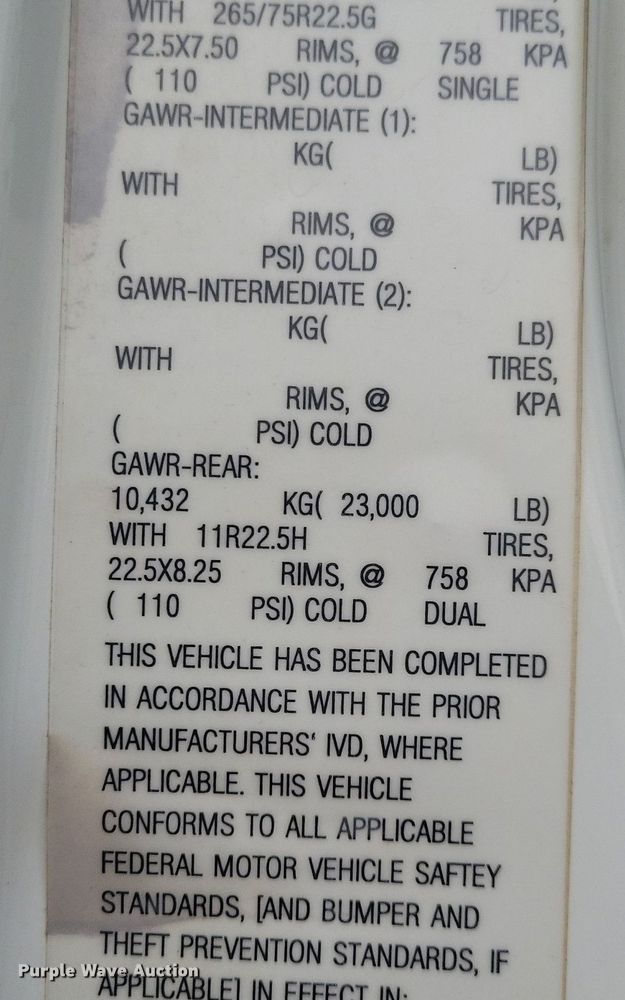 WITH 265/75R22.5G TIRES,
22.5X7.50 RIMS, @ 758 KPA
( 110 PSI) COLD SINGLE
GAWR-INTERMEDIATE (1):
KG( LB)
WITH TIRES,
RIMS, @ KPA
( PSI) COLD
GAWR-INTERMEDIATE (2):
KG( LB)
WITH TIRES,
RIMS, @ KPA
( PSI) COLD
GAWR-REAR:
10,432 KG( 23,000 LB)
WITH 11R22.5H TIRES,
22.5X8.25 RIMS, @ 758 KPA
( 110 PSI) COLD DUAL
THIS VEHICLE HAS BEEN COMPLETED
IN ACCORDANCE WITH THE PRIOR
MANUFACTURERS‘ IVD, WHERE
APPLICABLE. THIS VEHICLE
CONFORMS TO ALL APPLICABLE
FEDERAL MOTOR VEHICLE SAFTEY
STANDARDS, [AND BUMPER AND
THEFT PREVENTION STANDARDS, IF
APPLICABLE] IN EFFECT IN:
Purple Wave Auction